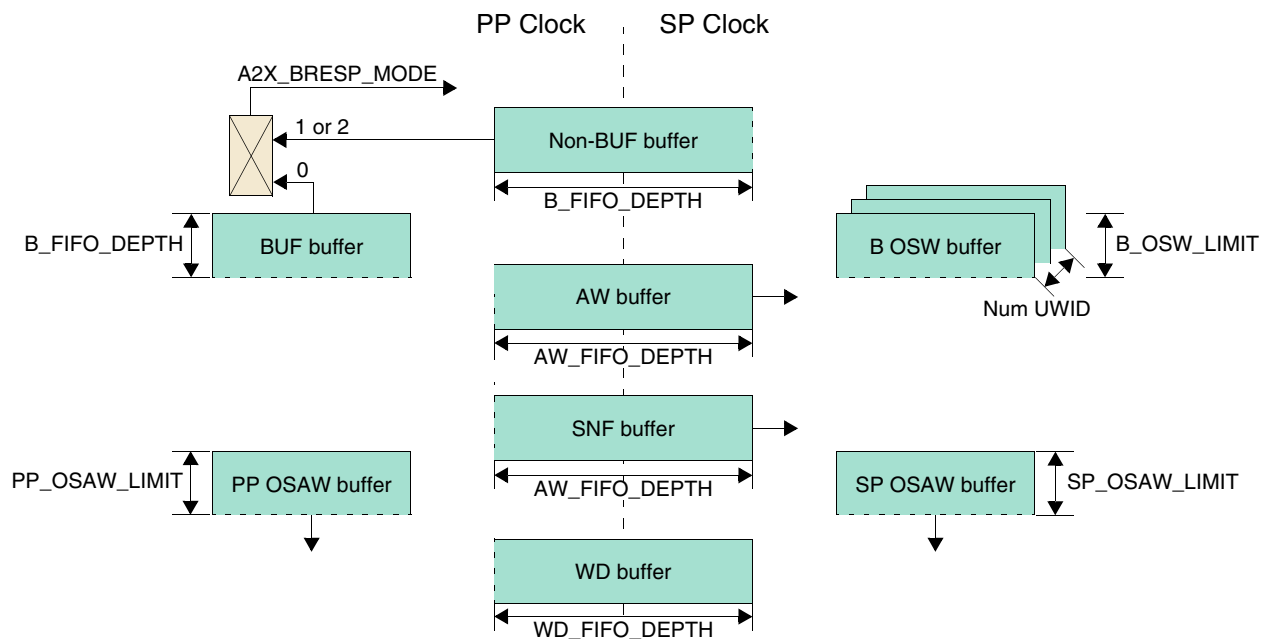 PP Clock
SP Clock
A2X_BRESP_MODE
1 or 2
Non-BUF buffer
0
B_FIFO_DEPTH
B_FIFO_DEPTH
BUF buffer
B OSW buffer
B_OSW_LIMIT
AW buffer
Num UWID
AW_FIFO_DEPTH
SNF buffer
PP_OSAW_LIMIT
PP OSAW buffer
AW_FIFO_DEPTH
SP OSAW buffer
SP_OSAW_LIMIT
WD buffer
WD_FIFO_DEPTH